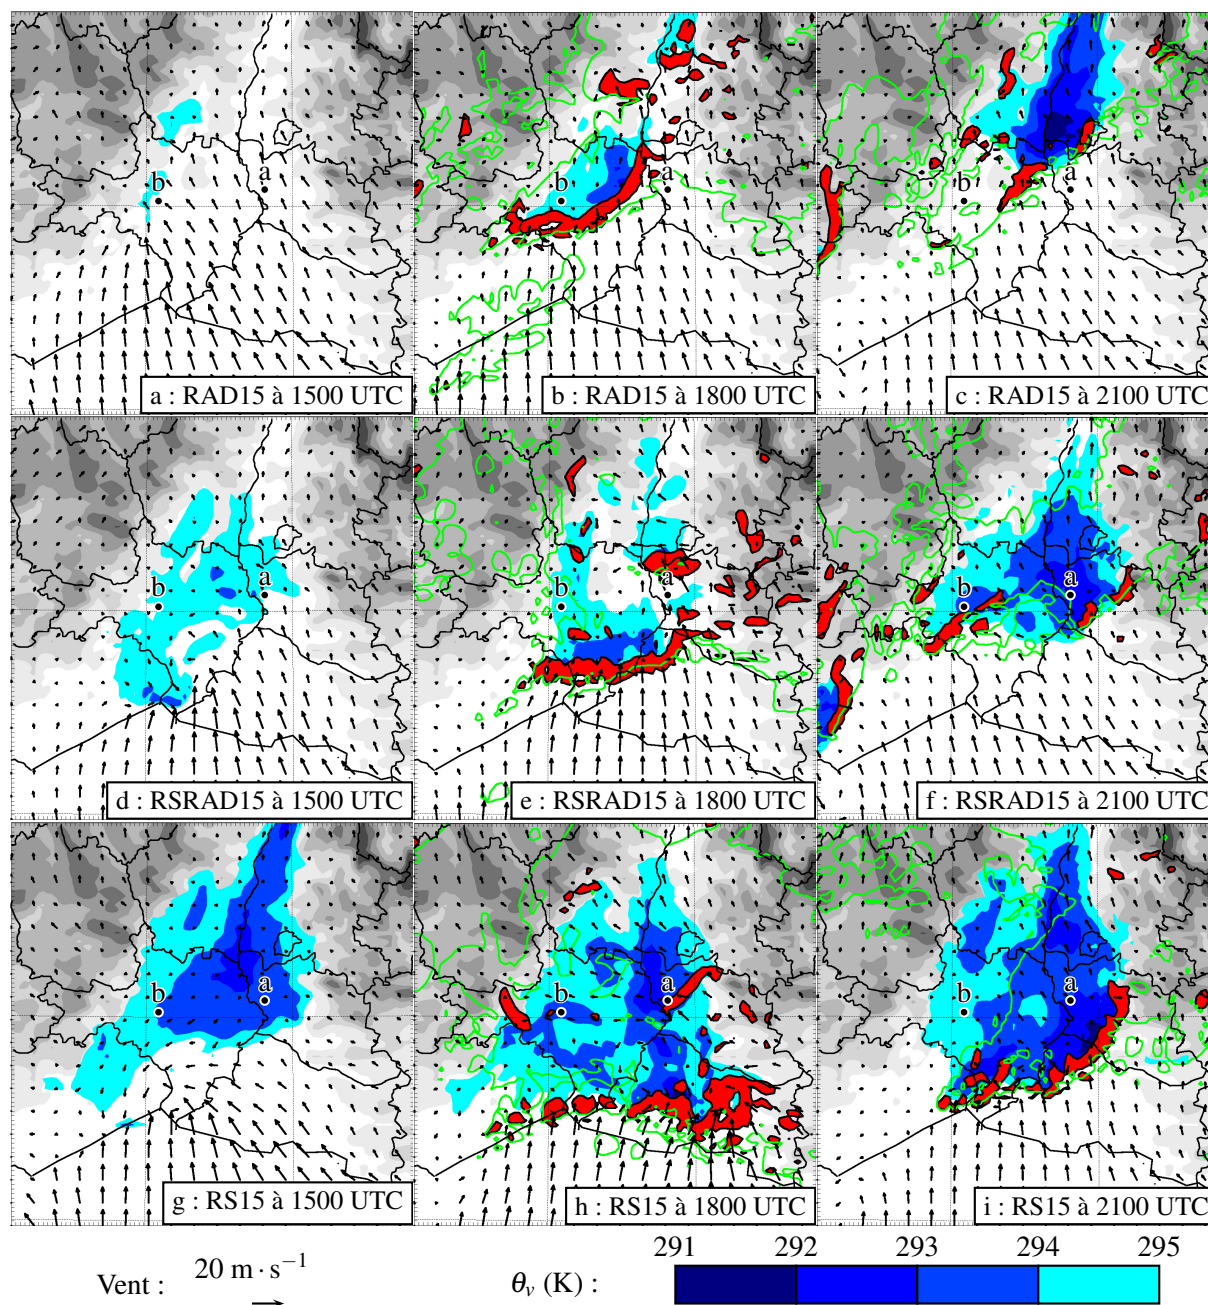 a
b
a : RAD15 à 1500 UTC
a
b
b : RAD15 à 1800 UTC
a
b
c : RAD15 à 2100 UTC
a
b
d : RSRAD15 à 1500 UTC
a
b
e : RSRAD15 à 1800 UTC
a
b
f : RSRAD15 à 2100 UTC
a
b
g : RS15 à 1500 UTC
a
b
h : RS15 à 1800 UTC
a
b
i : RS15 à 2100 UTC
291 292 293 294 295
Vent : 20 m·s⁻¹ θᵥ (K) :